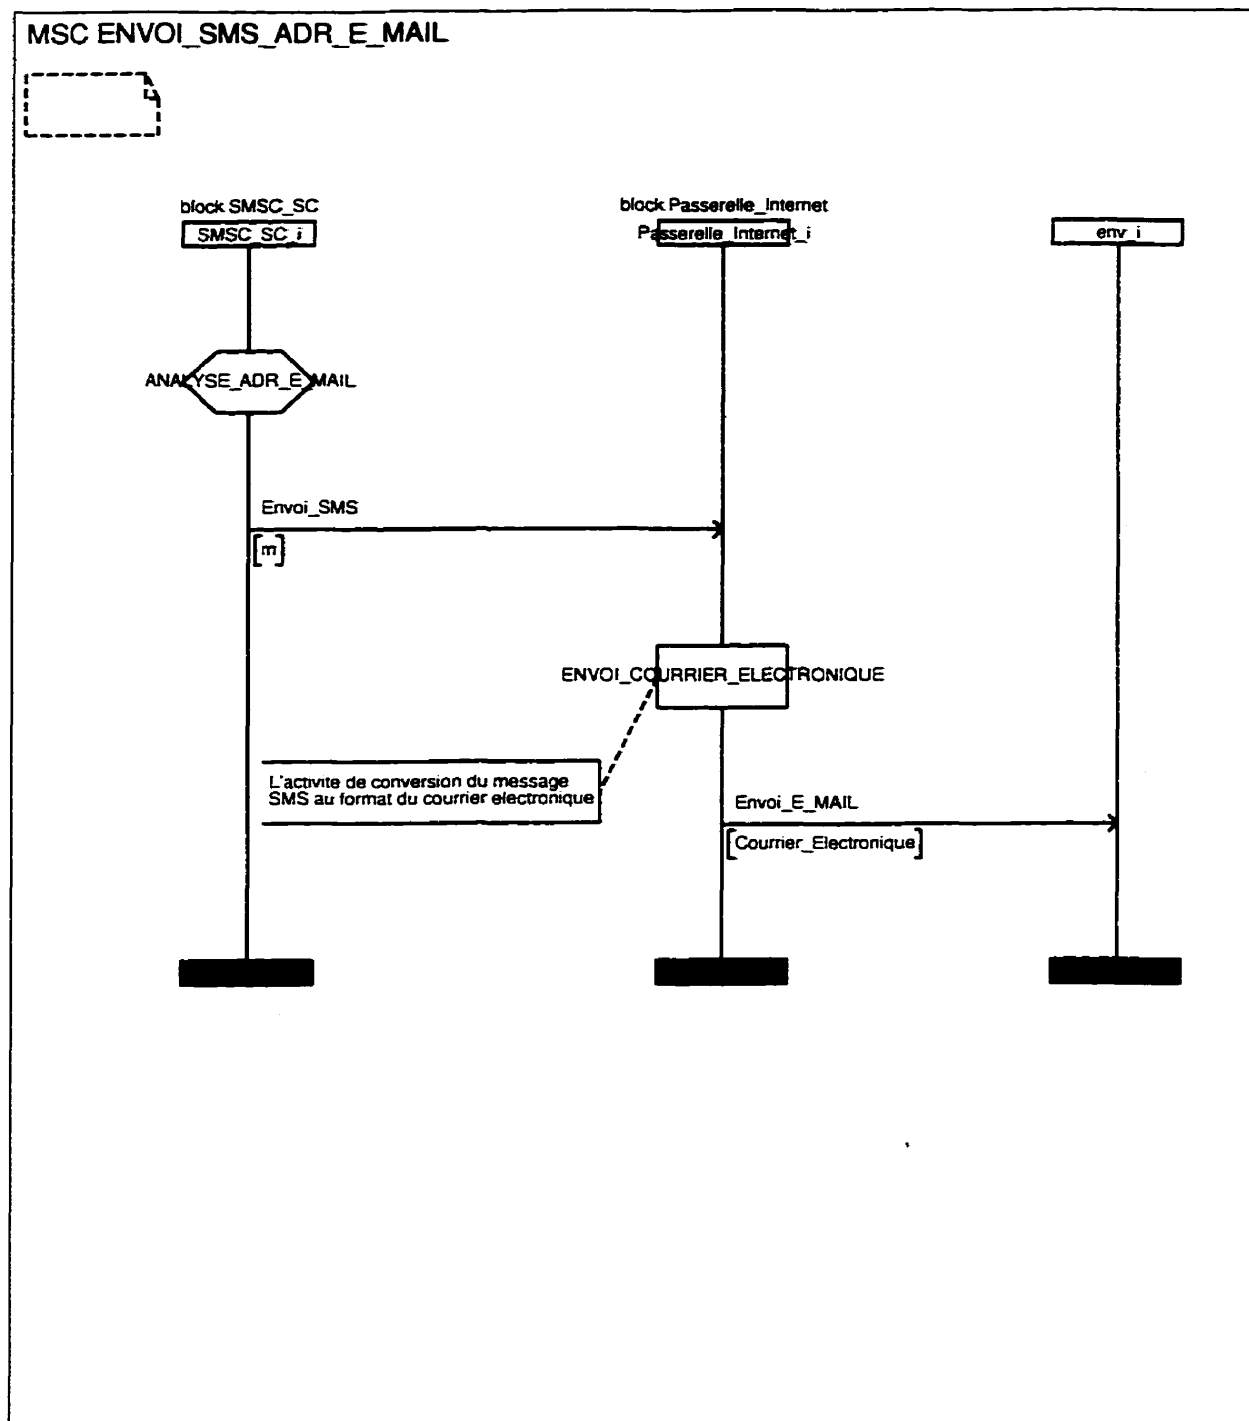 MSC ENVOI_SMS_ADR_E_MAIL
block SMSC_SC
block Passerelle_Internet
SMSC_SC_i
Passerelle_Internet_i
env_i
ANALYSE_ADR_E_MAIL
Envoi_SMS
[m]
ENVOI_COURRIER_ELECTRONIQUE
L'activite de conversion du message
SMS au format du courrier electronique
Envoi_E_MAIL
[Courrier_Electronique]